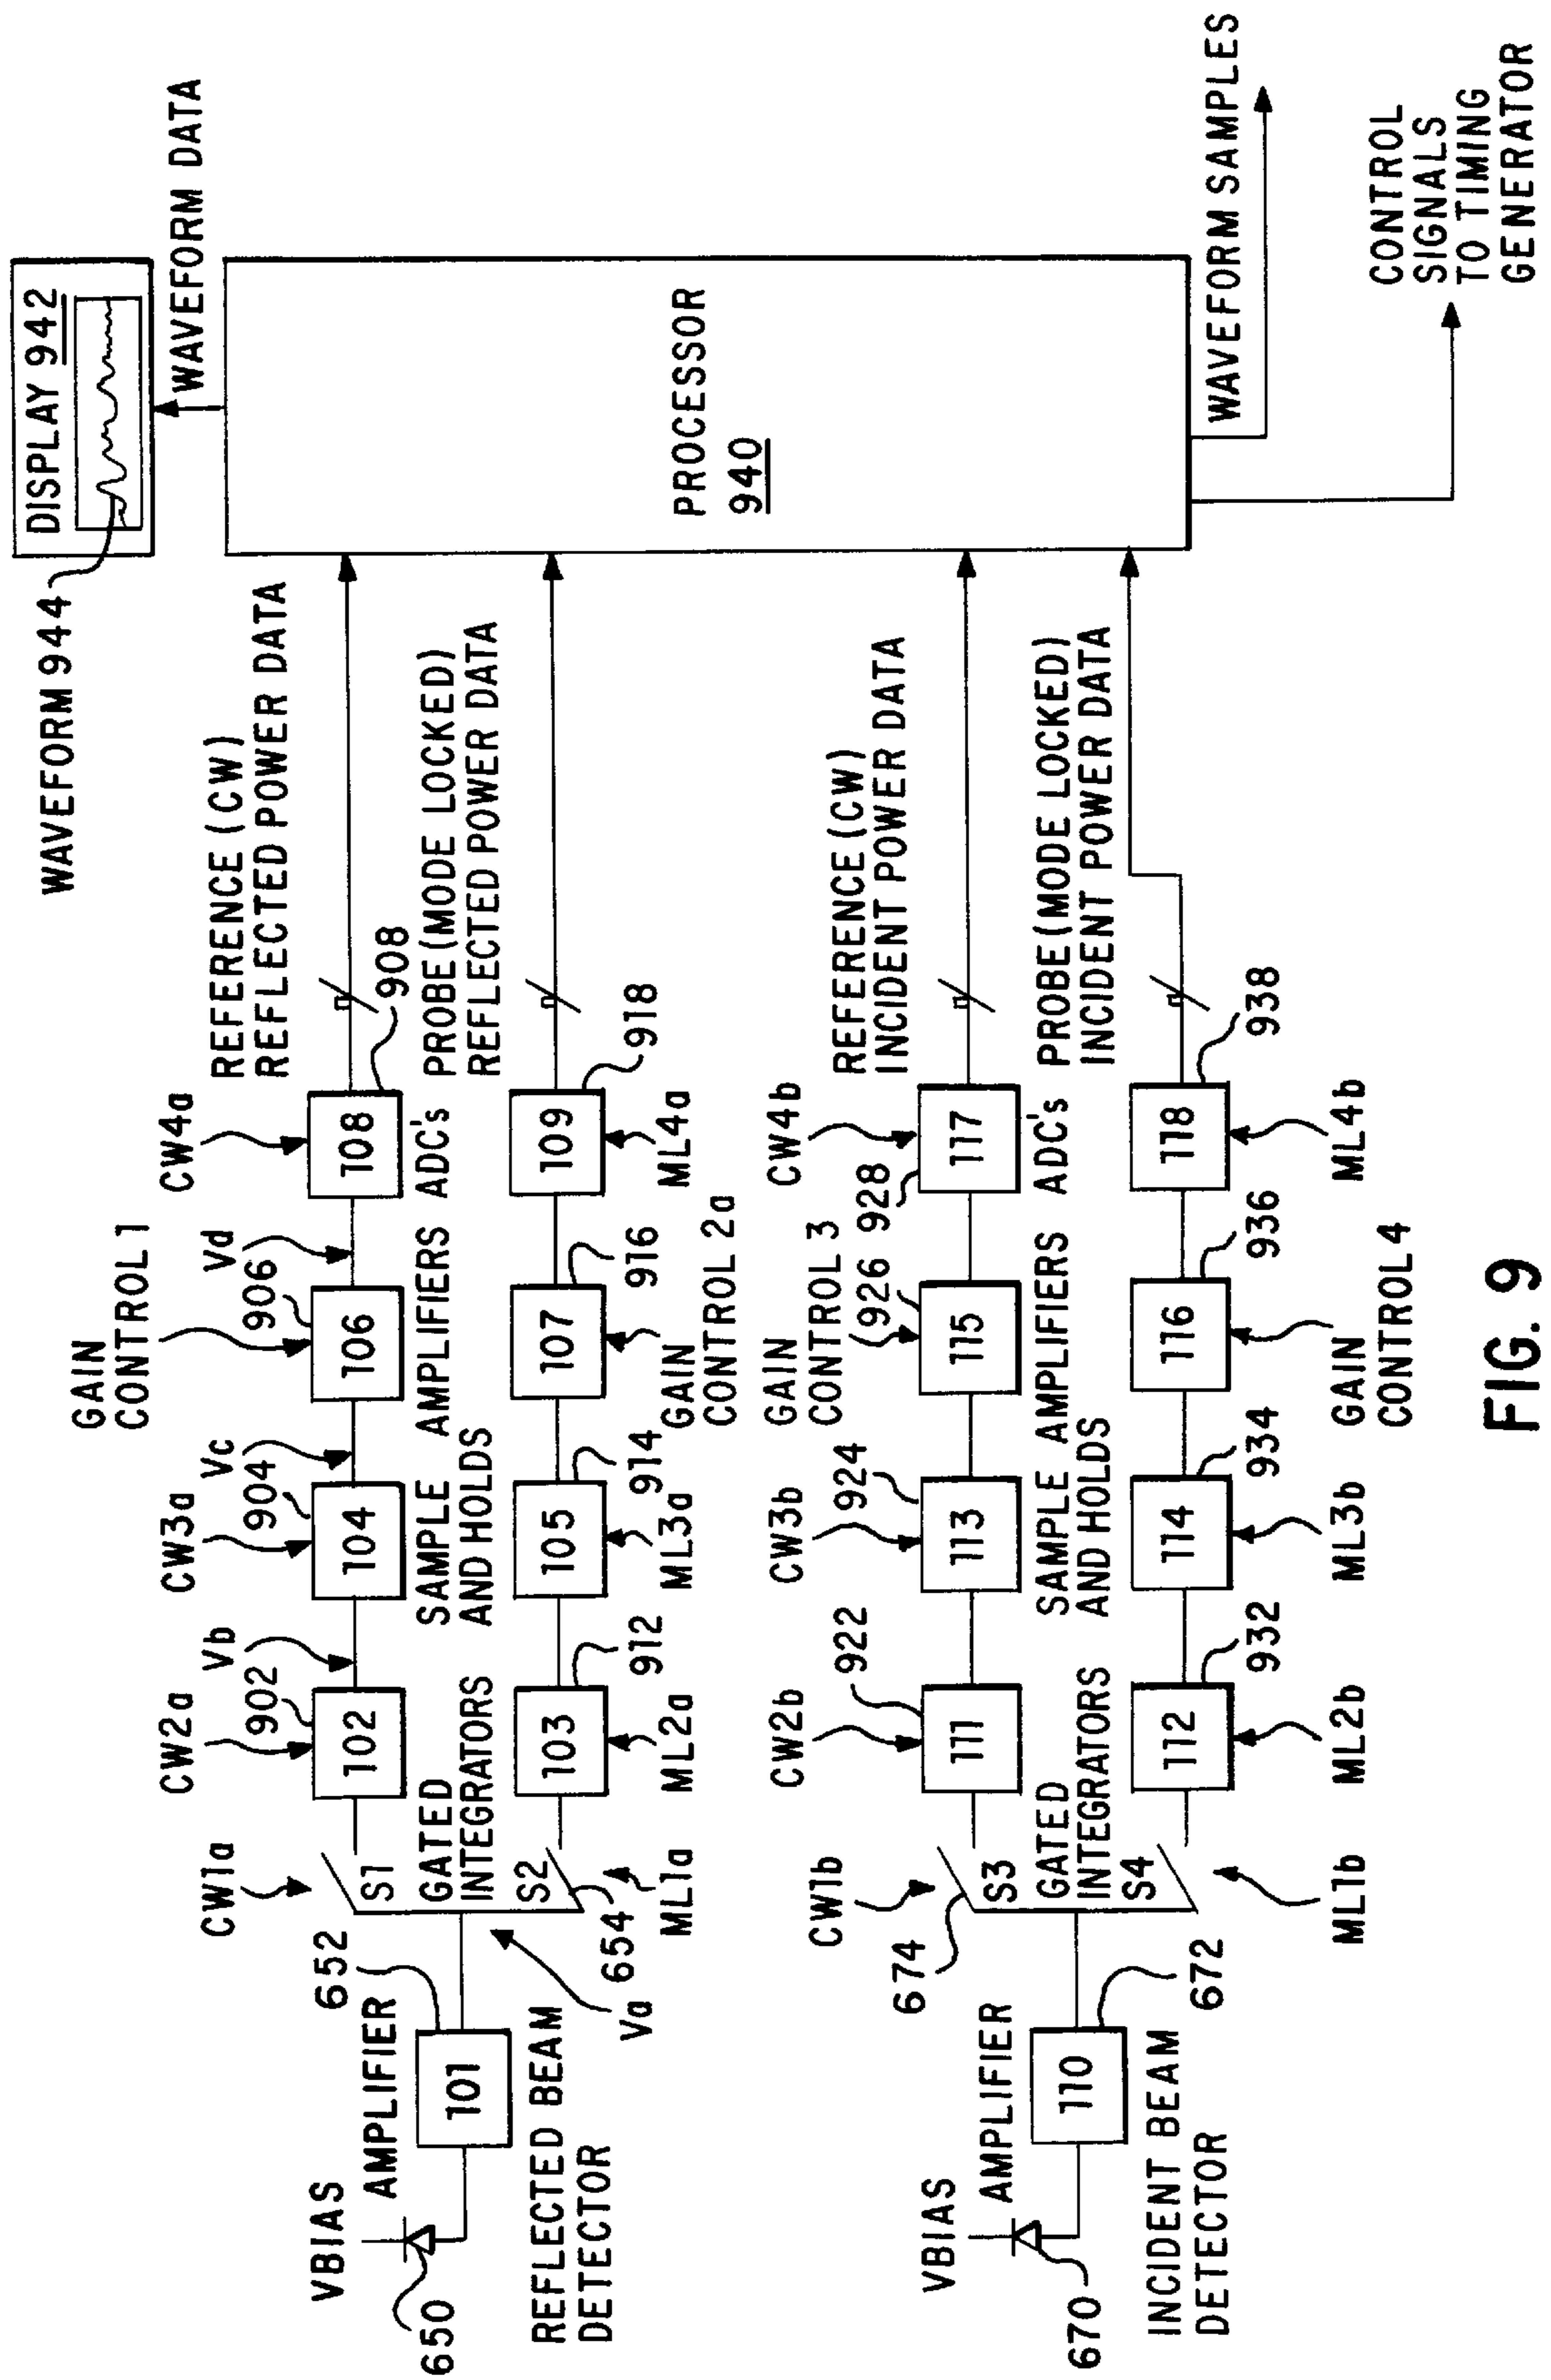 WAVEFORM 944
DISPLAY 942
WAVEFORM DATA
PROCESSOR
940
WAVEFORM SAMPLES
CONTROL
SIGNALS
TO TIMING
GENERATOR
VBIAS
650
AMPLIFIER
652
101
REFLECTED BEAM
DETECTOR
Va
CW1a
S1
S2
654
ML1a
CW2a
902
102
Vb
GATED
INTEGRATORS
103
912
ML2a
CW3a
904
104
Vc
SAMPLE
AND HOLDS
105
914
ML3a
GAIN
CONTROL 1
906
106
Vd
AMPLIFIERS
107
916
GAIN
CONTROL 2a
CW4a
108
908
ADC's
109
918
ML4a
REFERENCE (CW)
REFLECTED POWER DATA
PROBE (MODE LOCKED)
REFLECTED POWER DATA
VBIAS
670
AMPLIFIER
672
110
INCIDENT BEAM
DETECTOR
CW1b
674
S3
S4
ML1b
CW2b
922
111
GATED
INTEGRATORS
112
932
ML2b
CW3b
924
113
SAMPLE
AND HOLDS
114
934
ML3b
GAIN
CONTROL 3
926
115
AMPLIFIERS
116
936
GAIN
CONTROL 4
CW4b
928
117
ADC's
118
938
ML4b
REFERENCE (CW)
INCIDENT POWER DATA
PROBE (MODE LOCKED)
INCIDENT POWER DATA
FIG. 9